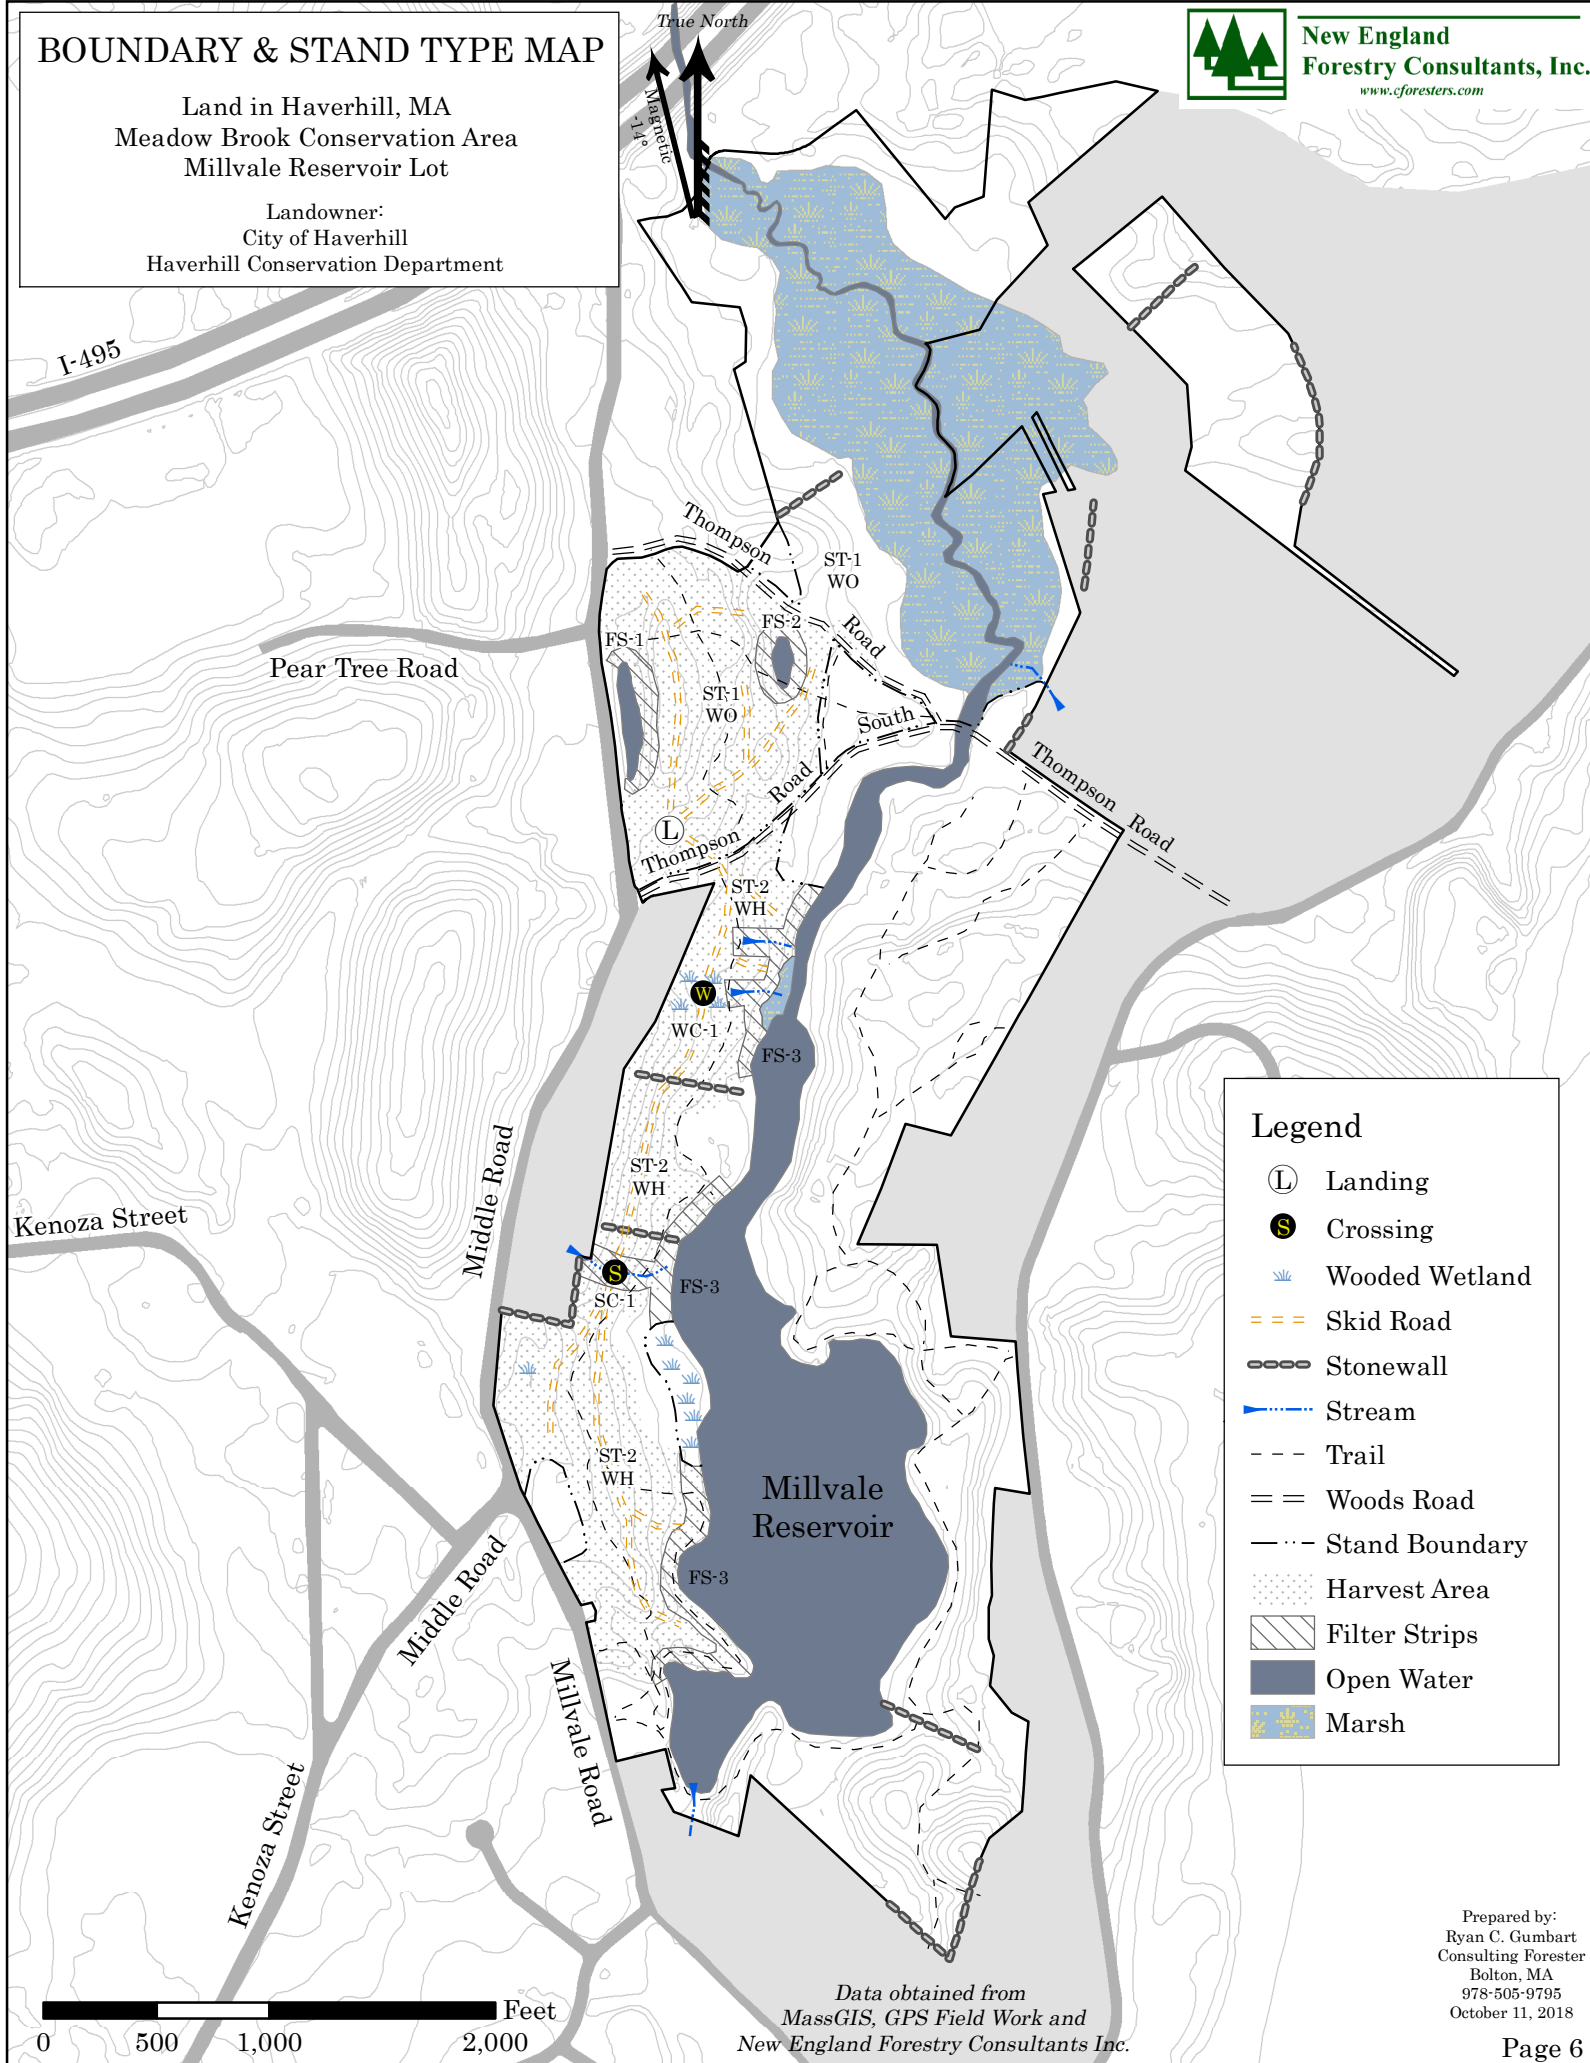 BOUNDARY & STAND TYPE MAP
Land in Haverhill, MA
Meadow Brook Conservation Area
Millvale Reservoir Lot
Landowner:
City of Haverhill
Haverhill Conservation Department
True North
Magnetic
-14°
New England
Forestry Consultants, Inc.
www.cforesters.com
I-495
Thompson
Road
ST-1
WO
FS-1
FS-2
Pear Tree Road
ST-1
WO
South
Road
Thompson
L
Thompson
Road
ST-2
WH
W
WC-1
FS-3
Middle Road
ST-2
WH
Kenoza Street
S
SC-1
FS-3
ST-2
WH
Millvale
Reservoir
FS-3
Middle Road
Millvale Road
Kenoza Street
Legend
L Landing
S Crossing
Wooded Wetland
Skid Road
Stonewall
Stream
Trail
Woods Road
Stand Boundary
Harvest Area
Filter Strips
Open Water
Marsh
Feet
0 500 1,000 2,000
Data obtained from
MassGIS, GPS Field Work and
New England Forestry Consultants Inc.
Prepared by:
Ryan C. Gumbart
Consulting Forester
Bolton, MA
978-505-9795
October 11, 2018
Page 6